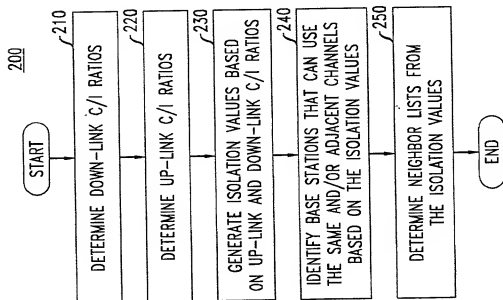 200
START
210
DETERMINE DOWN-LINK C/I RATIOS
220
DETERMINE UP-LINK C/I RATIOS
230
GENERATE ISOLATION VALUES BASED
ON UP-LINK AND DOWN-LINK C/I RATIOS
240
IDENTIFY BASE STATIONS THAT CAN USE
THE SAME AND/OR ADJACENT CHANNELS
BASED ON THE ISOLATION VALUES
250
DETERMINE NEIGHBOR LISTS FROM
THE ISOLATION VALUES
END